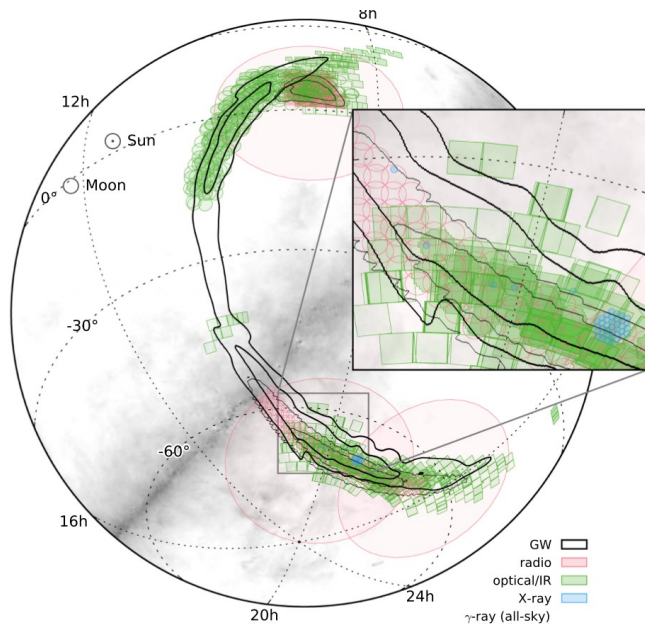 8h
12h
Sun
Moon
0°
-30°
-60°
16h
20h
24h
GW
radio
optical/IR
X-ray
γ-ray (all-sky)